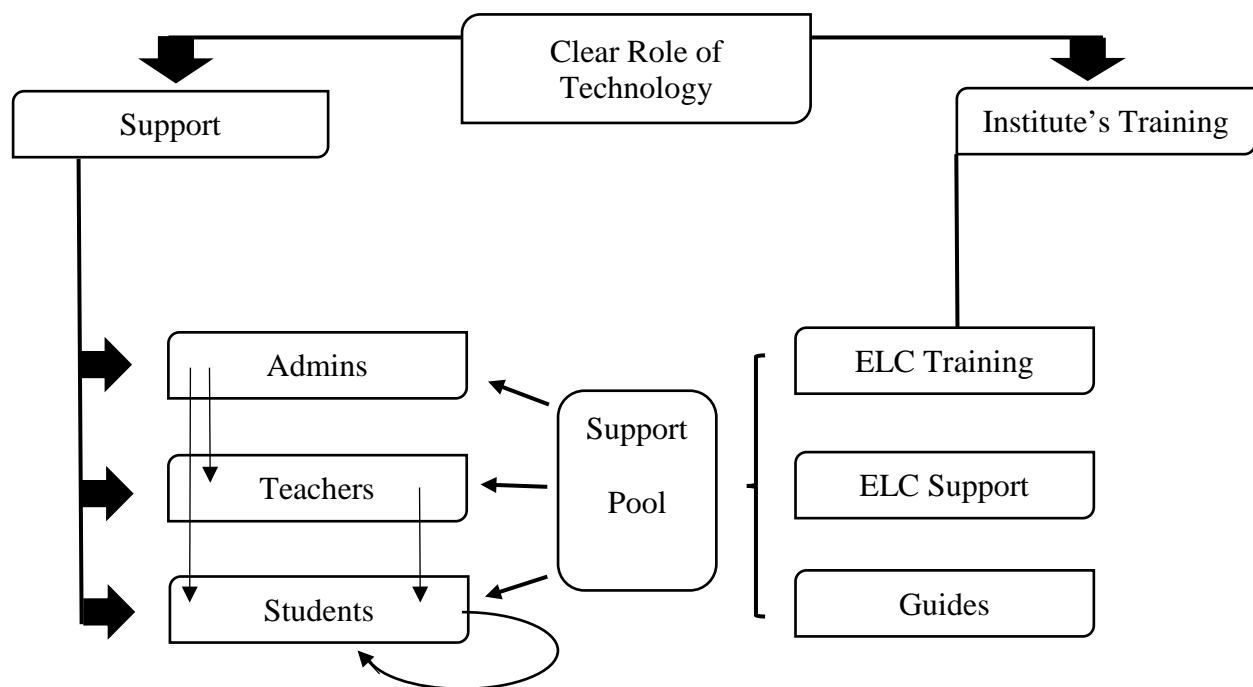 Clear Role of
Technology
Support
Institute’s Training
Admins
ELC Training
Support
Pool
Teachers
ELC Support
Students
Guides